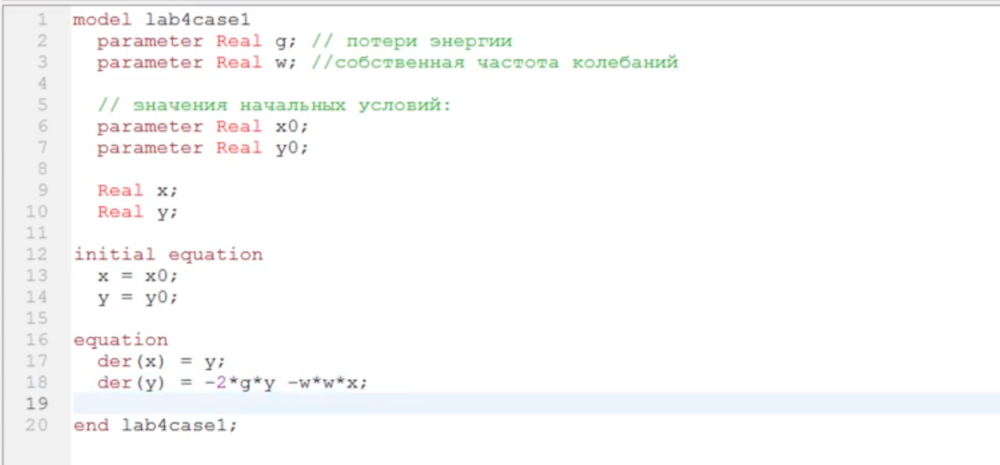 1 model lab4case1
2 parameter Real g; // потери энергии
3 parameter Real w; //собственная частота колебаний
4
5 // значения начальных условий:
6 parameter Real x0;
7 parameter Real y0;
8
9 Real x;
10 Real y;
11
12 initial equation
13 x = x0;
14 y = y0;
15
16 equation
17 der(x) = y;
18 der(y) = -2*g*y -w*w*x;
19
20 end lab4case1;